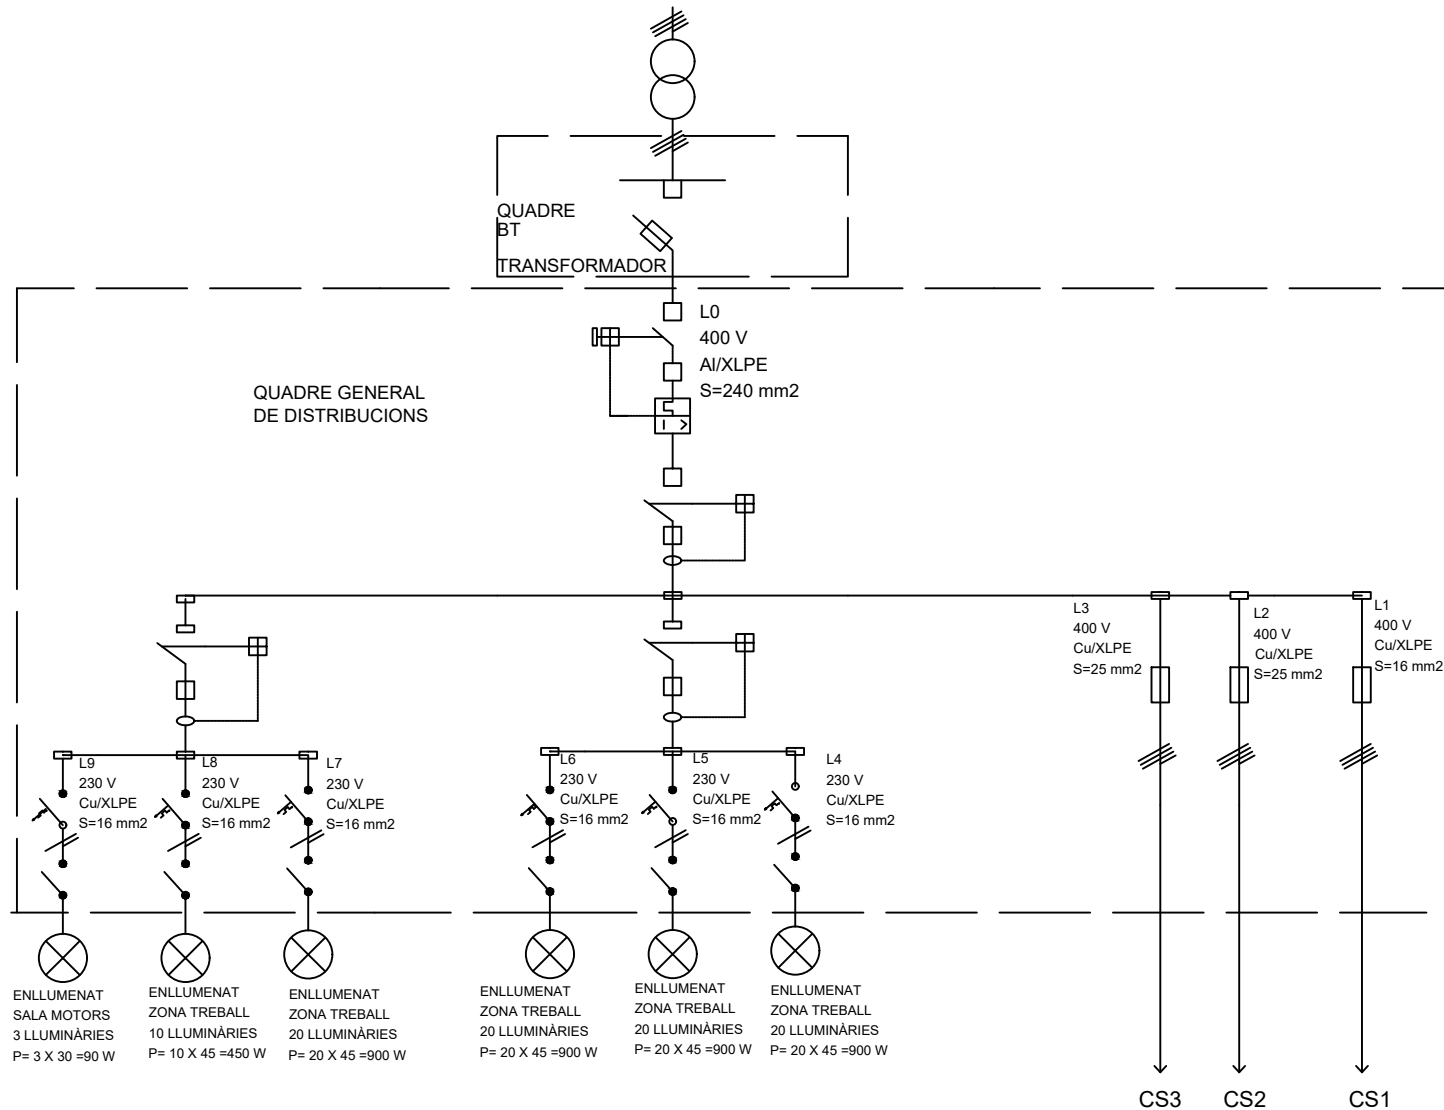 QUADRE
BT
TRANSFORMADOR
L0
400 V
Al/XLPE
S=240 mm2
QUADRE GENERAL
DE DISTRIBUCIONS
I >
L3
400 V
Cu/XLPE
S=25 mm2
L2
400 V
Cu/XLPE
S=25 mm2
L1
400 V
Cu/XLPE
S=16 mm2
L9
230 V
Cu/XLPE
S=16 mm2
L8
230 V
Cu/XLPE
S=16 mm2
L7
230 V
Cu/XLPE
S=16 mm2
L6
230 V
Cu/XLPE
S=16 mm2
L5
230 V
Cu/XLPE
S=16 mm2
L4
230 V
Cu/XLPE
S=16 mm2
ENLLUMENAT
SALA MOTORS
3 LLUMINÀRIES
P= 3 X 30 =90 W
ENLLUMENAT
ZONA TREBALL
10 LLUMINÀRIES
P= 10 X 45 =450 W
ENLLUMENAT
ZONA TREBALL
20 LLUMINÀRIES
P= 20 X 45 =900 W
ENLLUMENAT
ZONA TREBALL
20 LLUMINÀRIES
P= 20 X 45 =900 W
ENLLUMENAT
ZONA TREBALL
20 LLUMINÀRIES
P= 20 X 45 =900 W
ENLLUMENAT
ZONA TREBALL
20 LLUMINÀRIES
P= 20 X 45 =900 W
CS3
CS2
CS1